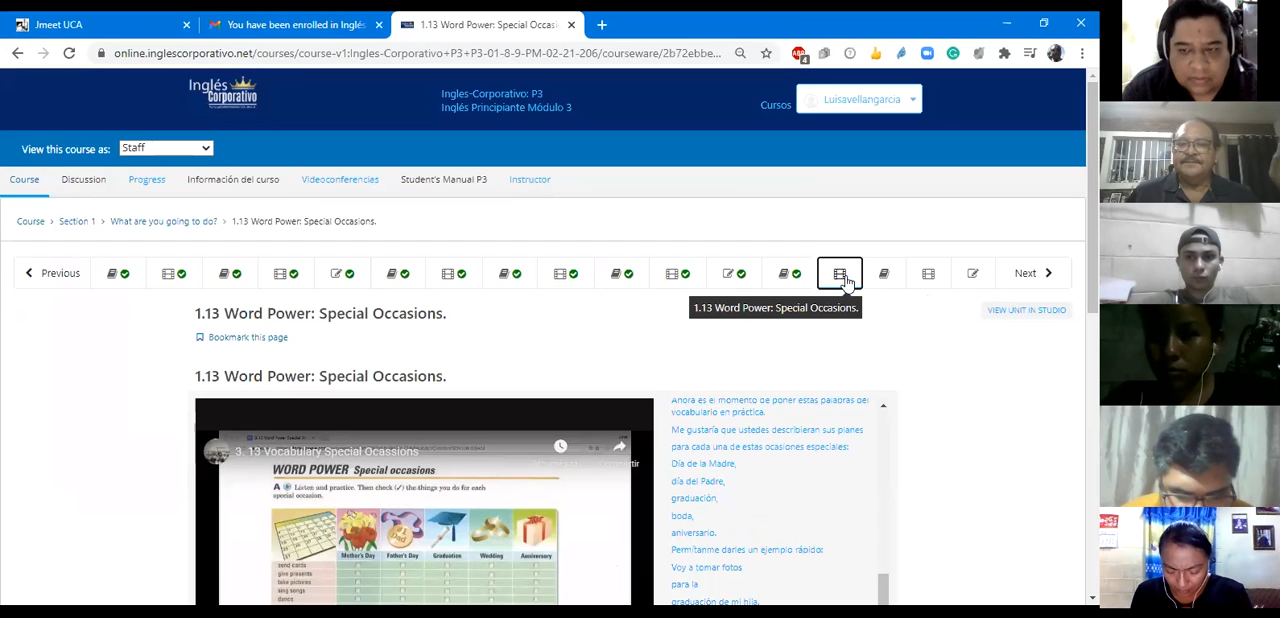 Jmeet UCA
You have been enrolled in Inglés
1.13 Word Power: Special Occasi
online.inglescorporativo.net/courses/course-v1:Ingles-Corporativo+P3+P3-01-8-9-PM-02-21-206/courseware/2b72ebbe...
4
Inglés
Corporativo
Ingles-Corporativo: P3
Inglés Principiante Módulo 3
Cursos
Luisavellangarcia
View this course as:
Staff
Course
Discussion
Progress
Información del curso
Videoconferencias
Student's Manual P3
Instructor
Course > Section 1 > What are you going to do? > 1.13 Word Power: Special Occasions.
Previous
Next
1.13 Word Power: Special Occasions.
1.13 Word Power: Special Occasions.
VIEW UNIT IN STUDIO
Bookmark this page
1.13 Word Power: Special Occasions.
3. 13 Vocabulary Special Ocassions
WORD POWER Special occasions
A Listen and practice. Then check (✓) the things you do for each
special occasion.
Mother's Day Father's Day Graduation Wedding Anniversary
send cards
give presents
take pictures
sing songs
dance
Ahora es el momento de poner estas palabras del
vocabulario en práctica.
Me gustaría que ustedes describieran sus planes
para cada una de estas ocasiones especiales:
Día de la Madre,
día del Padre,
graduación,
boda,
aniversario.
Permítanme darles un ejemplo rápido:
Voy a tomar fotos
para la
graduación de mi hija.